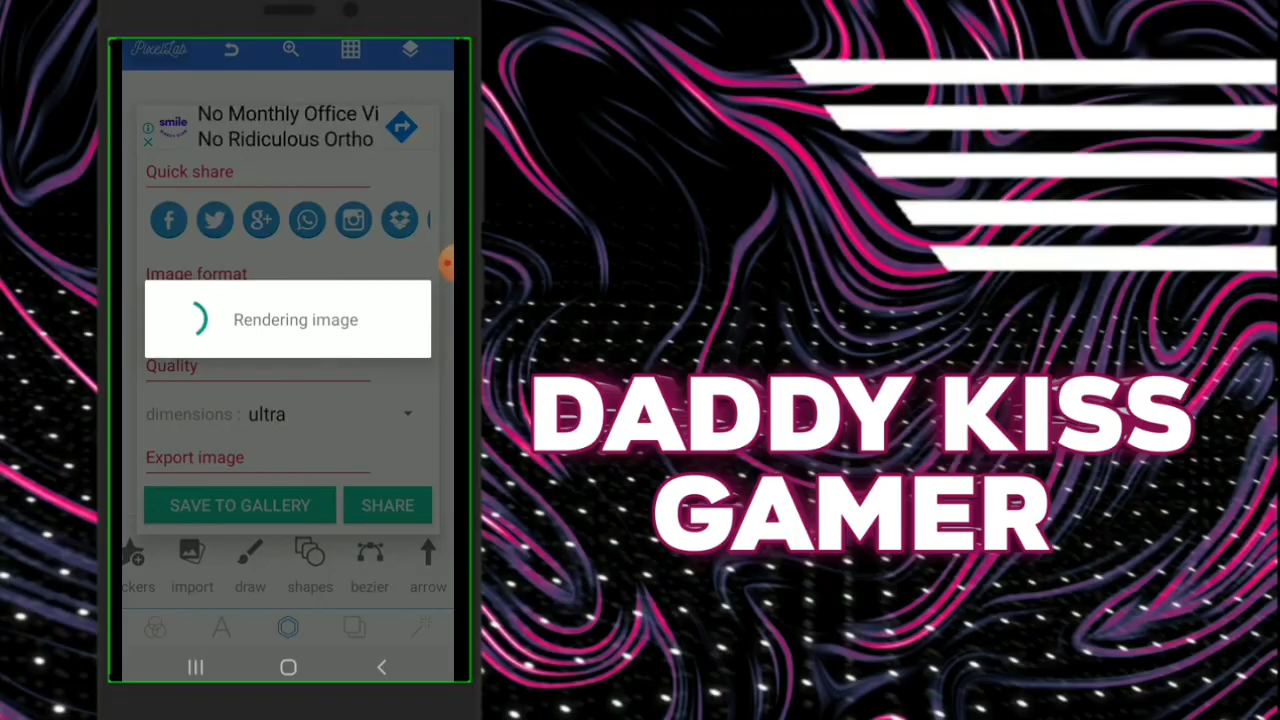 PixelLab
smile
No Monthly Office Vi
No Ridiculous Ortho
Quick share
Image format
Rendering image
Quality
dimensions : ultra
Export image
SAVE TO GALLERY SHARE
ckers import draw shapes bezier arrow
DADDY KISS
GAMER